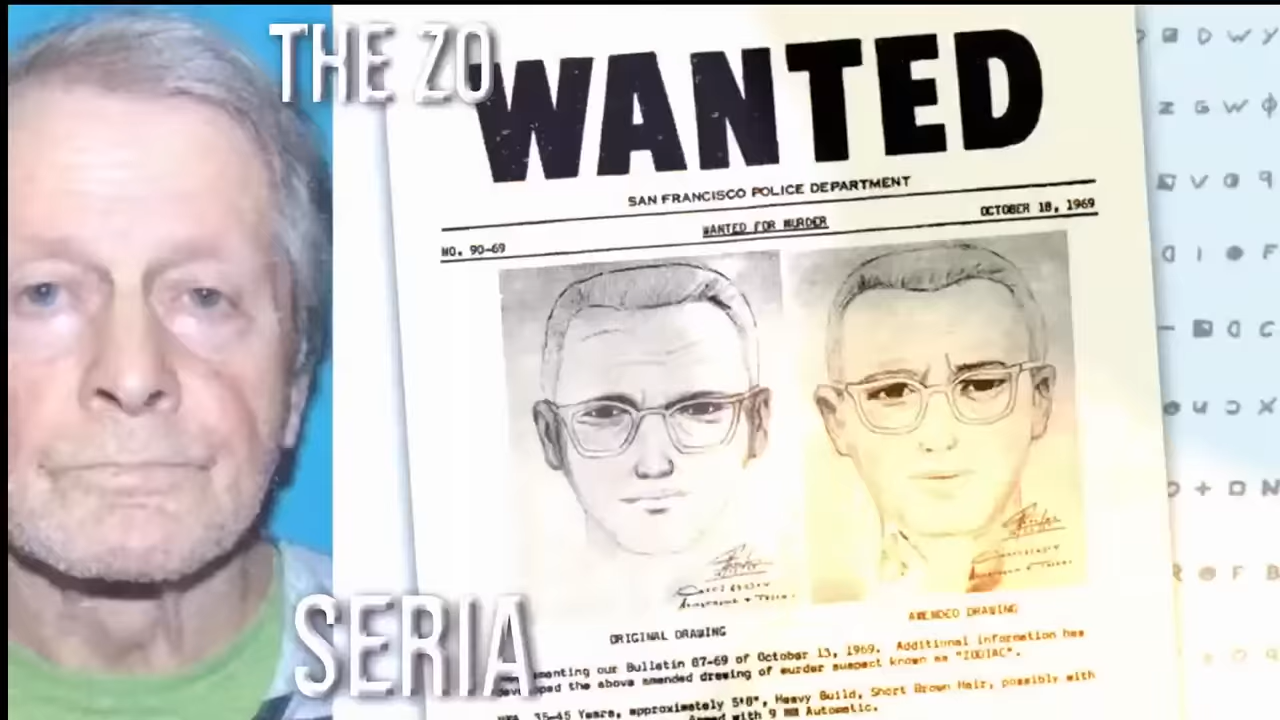 THE ZO
WANTED
SAN FRANCISCO POLICE DEPARTMENT
NO. 90-69 WANTED FOR MURDER OCTOBER 18, 1969
ORIGINAL DRAWING
AMENDED DRAWING
SERIA
menting our Bulletin 87-69 of October 13, 1969. Additional information has
the above amended drawing of murder suspect known as "ZODIAC".
35-45 Years, approximately 5'8", Heavy Build, Short Brown Hair, possibly with
Armed with 9 MM Automatic.